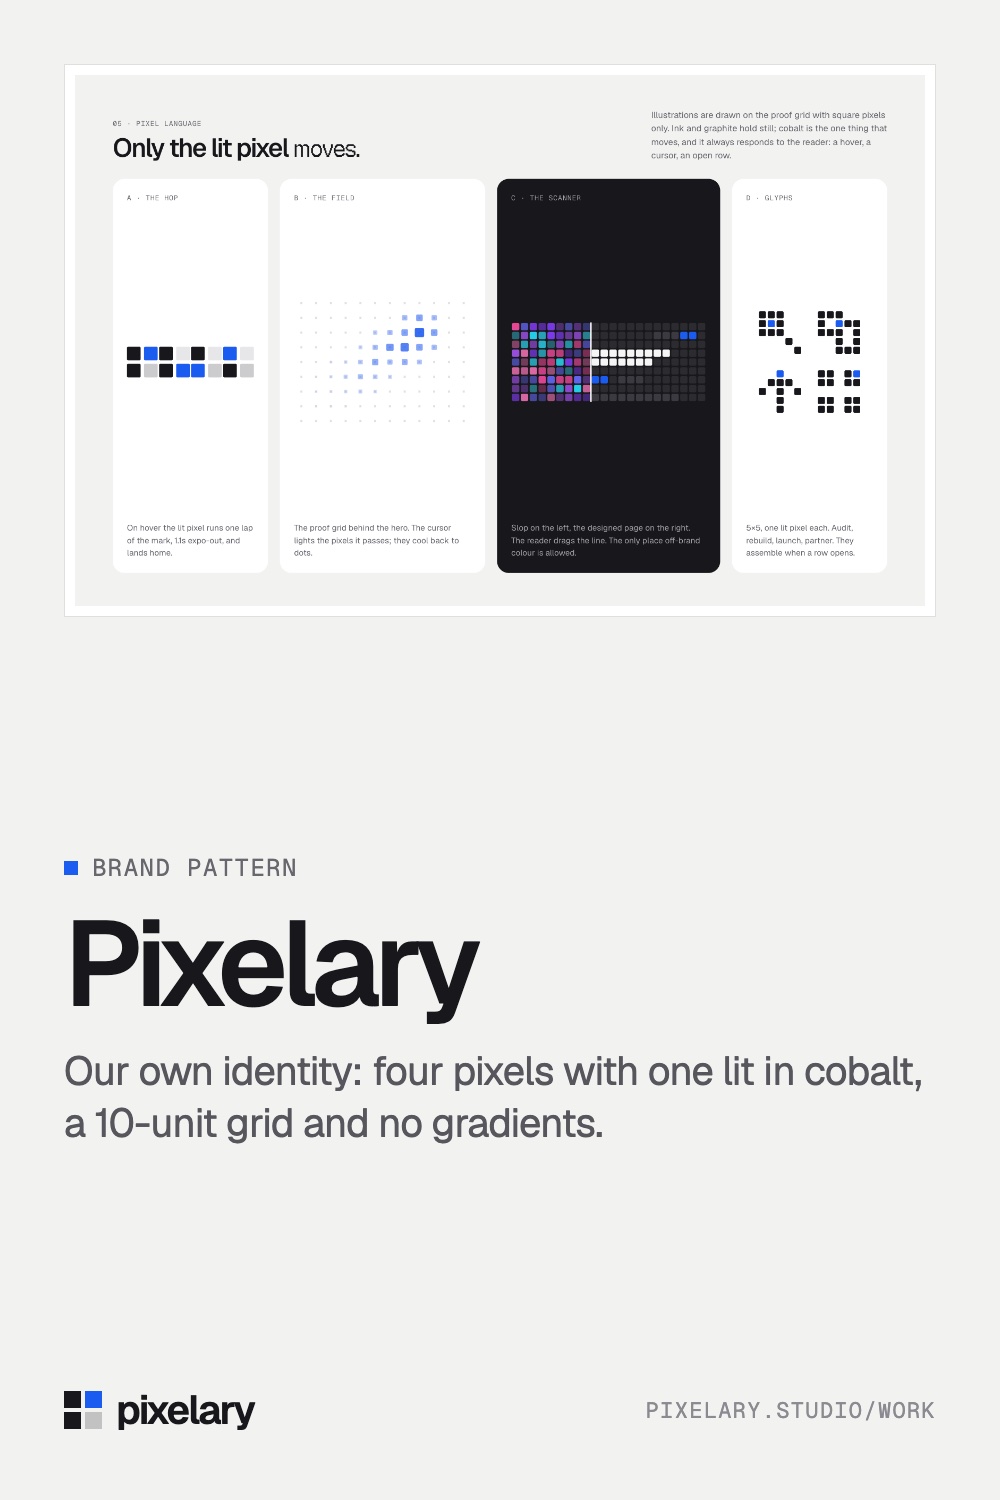 05 · PIXEL LANGUAGE
Only the lit pixel moves.
Illustrations are drawn on the proof grid with square pixels
only. Ink and graphite hold still; cobalt is the one thing that
moves, and it always responds to the reader: a hover, a
cursor, an open row.
A · THE HOP
On hover the lit pixel runs one lap
of the mark, 1.1s expo-out, and
lands home.
B · THE FIELD
The proof grid behind the hero. The cursor
lights the pixels it passes; they cool back to
dots.
C · THE SCANNER
Slop on the left, the designed page on the right.
The reader drags the line. The only place off-brand
colour is allowed.
D · GLYPHS
5×5, one lit pixel each. Audit,
rebuild, launch, partner. They
assemble when a row opens.
BRAND PATTERN
Pixelary
Our own identity: four pixels with one lit in cobalt,
a 10-unit grid and no gradients.
pixelary
PIXELARY.STUDIO/WORK